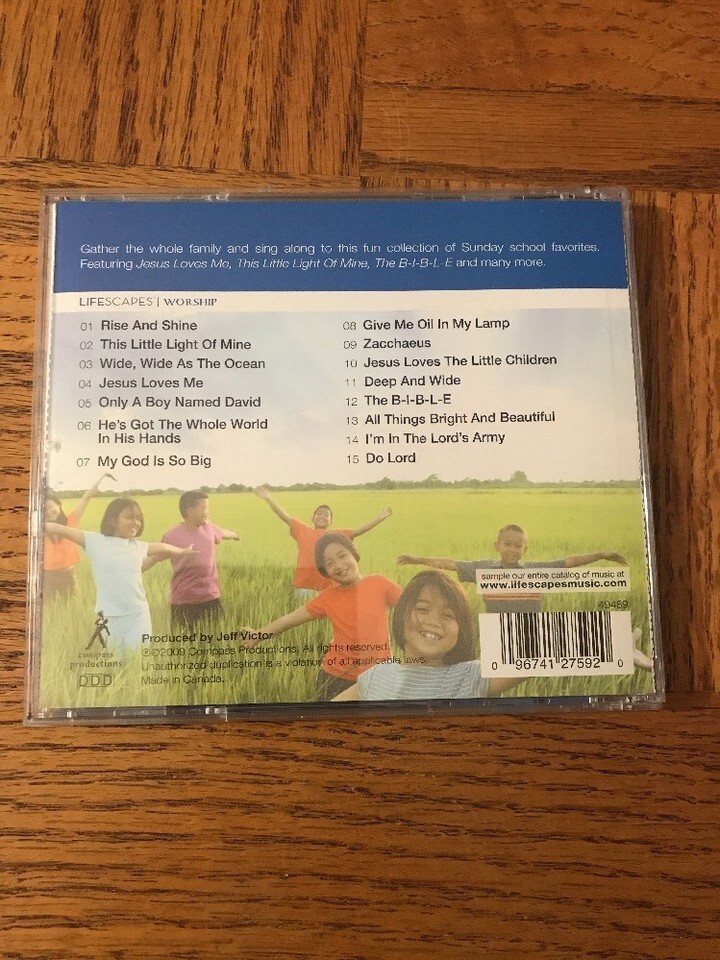 Gather the whole family and sing along to this fun collection of Sunday school favorites.
Featuring Jesus Loves Me, This Little Light Of Mine, The B-I-B-L-E and many more.
LIFESCAPES | WORSHIP
01 Rise And Shine
02 This Little Light Of Mine
03 Wide, Wide As The Ocean
04 Jesus Loves Me
05 Only A Boy Named David
06 He's Got The Whole World
In His Hands
07 My God Is So Big
08 Give Me Oil In My Lamp
09 Zacchaeus
10 Jesus Loves The Little Children
11 Deep And Wide
12 The B-I-B-L-E
13 All Things Bright And Beautiful
14 I'm In The Lord's Army
15 Do Lord
sample our entire catalog of music at
www.lifescapesmusic.com
49489
0 96741 27592 0
compass
productions
DDD
Produced by Jeff Victor
℗©2009 Compass Productions, All rights reserved.
Unauthorized duplication is a violation of all applicable laws.
Made in Canada.